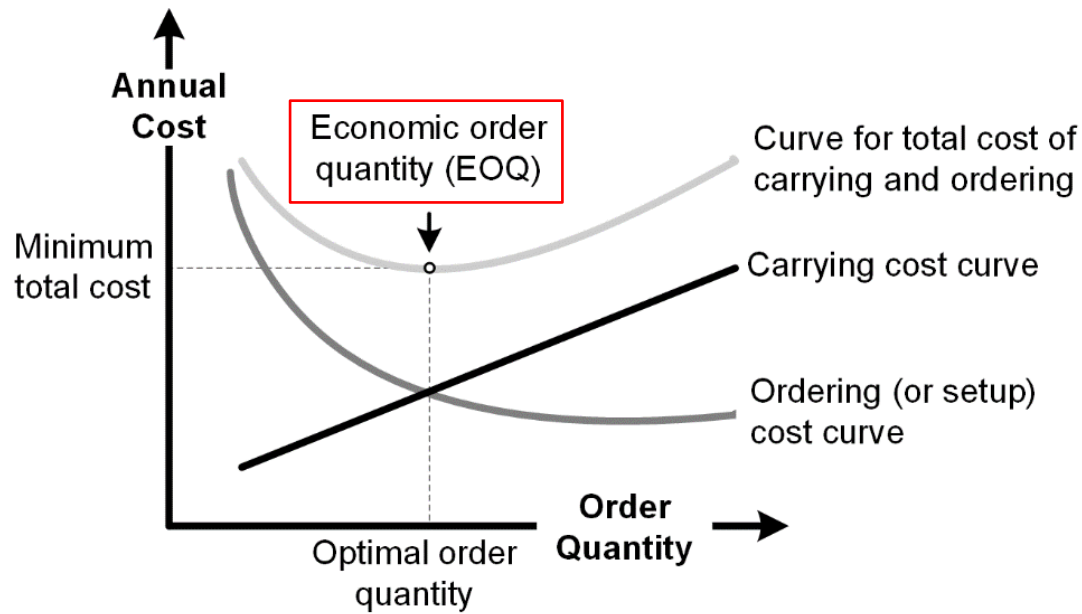 Annual
Cost
Economic order
quantity (EOQ)
Curve for total cost of
carrying and ordering
Minimum
total cost
Carrying cost curve
Ordering (or setup)
cost curve
Order
Quantity
Optimal order
quantity